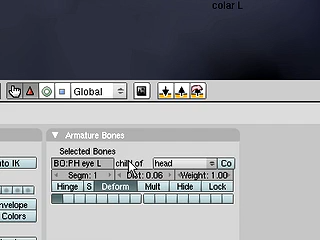 colar L
Global
Armature Bones
Selected Bones
uto IK
BO:PH eye L child of head Co
Segm: 1 Dist: 0.06 Weight: 1.00
Hinge S Deform Mult Hide Lock
nvelope
Colors